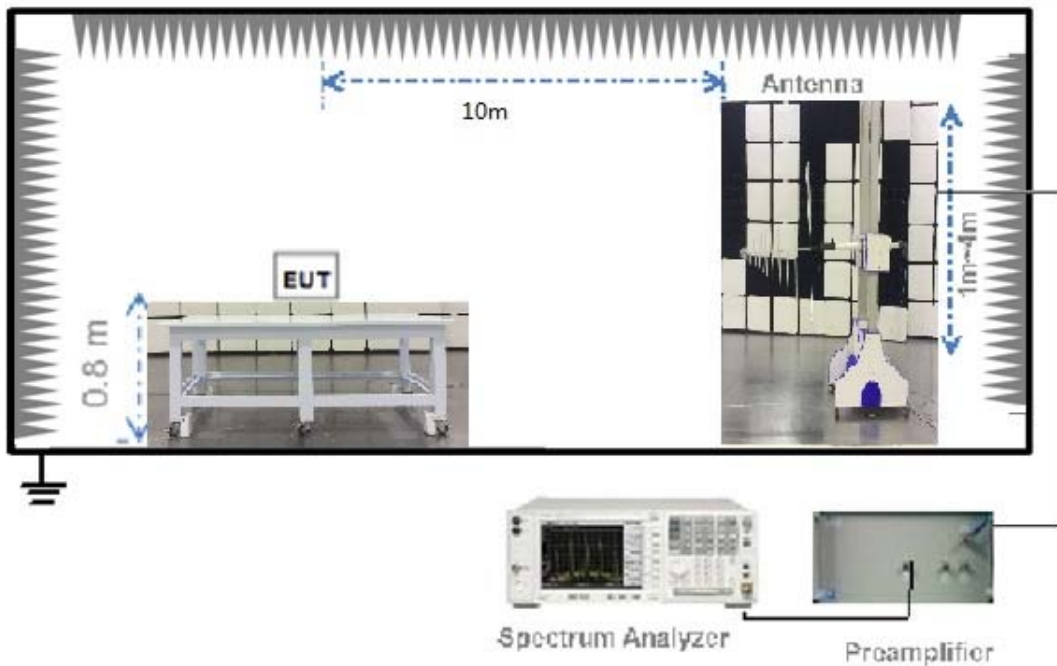 10m
Antenna
EUT
0.8 m
1m~4m
Spectrum Analyzer
Preamplifier